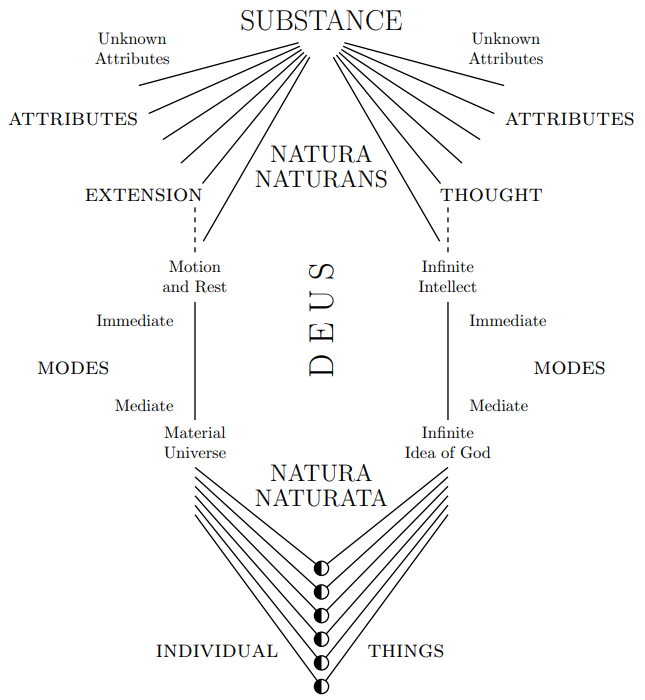 SUBSTANCE
Unknown
Attributes
Unknown
Attributes
ATTRIBUTES
ATTRIBUTES
NATURA
NATURANS
EXTENSION
THOUGHT
Motion
and Rest
Infinite
Intellect
DEUS
Immediate
Immediate
MODES
MODES
Mediate
Mediate
Material
Universe
Infinite
Idea of God
NATURA
NATURATA
INDIVIDUAL
THINGS